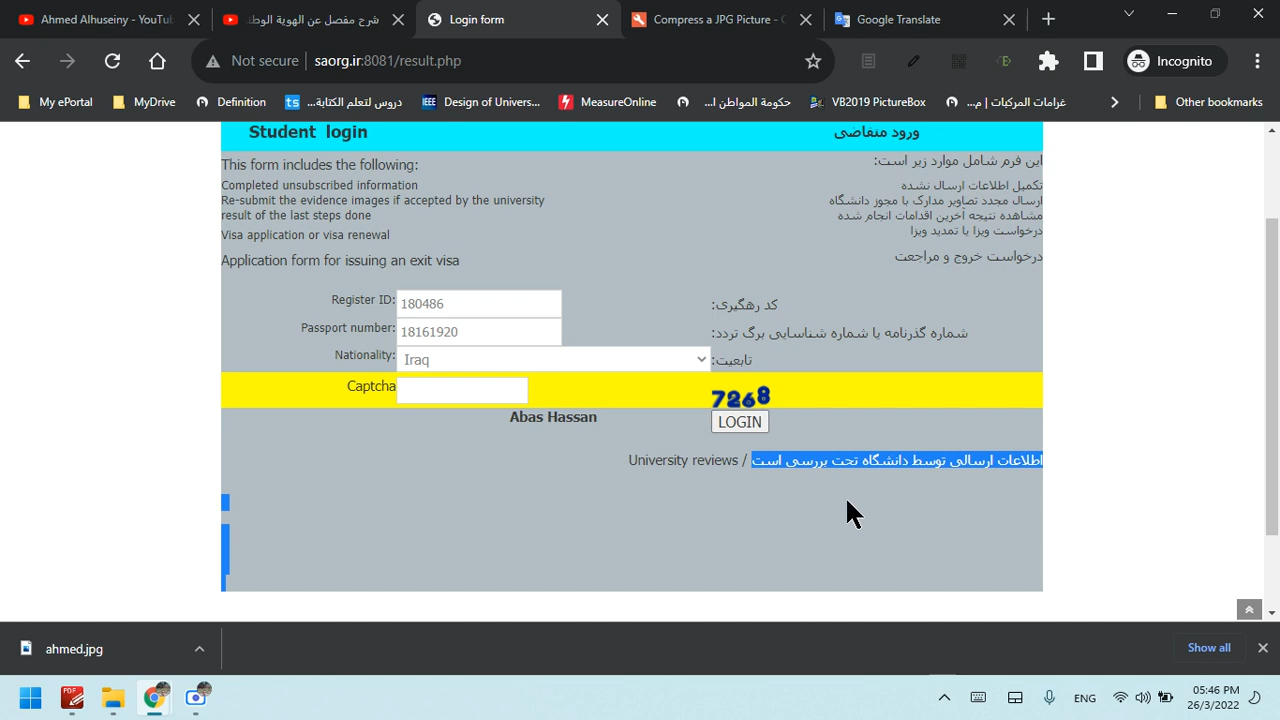 Ahmed Alhuseiny - YouTu
شرح مفصل عن الهوية الوطن
Login form
Compress a JPG Picture - 
Google Translate
Not secure
saorg.ir:8081/result.php
Incognito
My ePortal
MyDrive
Definition
دروس لتعلم الكتابة...
Design of Univers...
MeasureOnline
حكومة المواطن ا...
VB2019 PictureBox
غرامات المركبات | م...
Other bookmarks
Student login
ورود متقاضی
This form includes the following:
این فرم شامل موارد زیر است:
Completed unsubscribed information
تکمیل اطلاعات ارسال نشده
Re-submit the evidence images if accepted by the university
ارسال مجدد تصاویر مدارک با مجوز دانشگاه
result of the last steps done
مشاهده نتیجه آخرین اقدامات انجام شده
Visa application or visa renewal
درخواست ویزا یا تمدید ویزا
Application form for issuing an exit visa
درخواست خروج و مراجعت
Register ID:
180486
کد رهگیری:
Passport number:
18161920
شماره گذرنامه یا شماره شناسایی برگ تردد:
Nationality:
Iraq
تابعیت:
Captcha
7268
Abas Hassan
LOGIN
University reviews / اطلاعات ارسالی توسط دانشگاه تحت بررسی است
ahmed.jpg
Show all
PDF
ENG
05:46 PM
26/3/2022